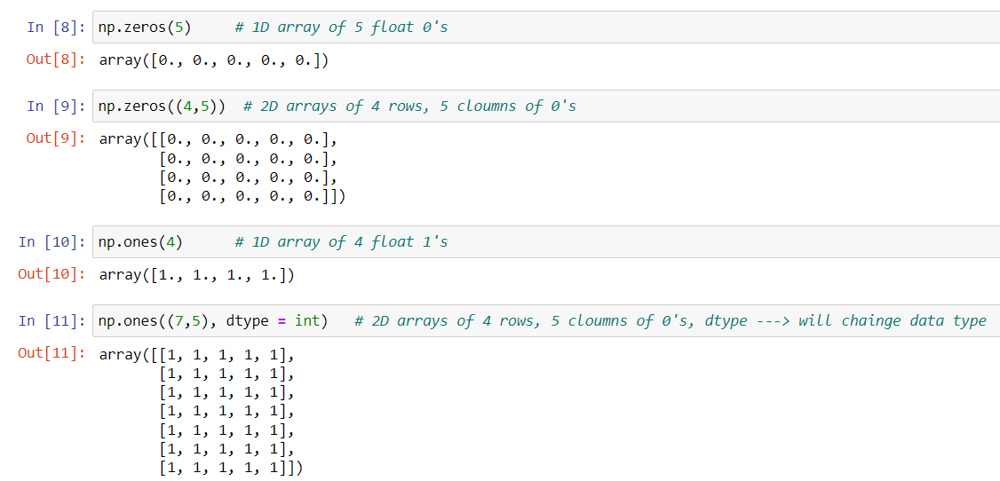 In [8]: np.zeros(5)     # 1D array of 5 float 0's
Out[8]: array([0., 0., 0., 0., 0.])
In [9]: np.zeros((4,5))  # 2D arrays of 4 rows, 5 cloumns of 0's
Out[9]: array([[0., 0., 0., 0., 0.],
       [0., 0., 0., 0., 0.],
       [0., 0., 0., 0., 0.],
       [0., 0., 0., 0., 0.]])
In [10]: np.ones(4)      # 1D array of 4 float 1's
Out[10]: array([1., 1., 1., 1.])
In [11]: np.ones((7,5), dtype = int)   # 2D arrays of 4 rows, 5 cloumns of 0's, dtype ---> will chainge data type
Out[11]: array([[1, 1, 1, 1, 1],
       [1, 1, 1, 1, 1],
       [1, 1, 1, 1, 1],
       [1, 1, 1, 1, 1],
       [1, 1, 1, 1, 1],
       [1, 1, 1, 1, 1],
       [1, 1, 1, 1, 1]])